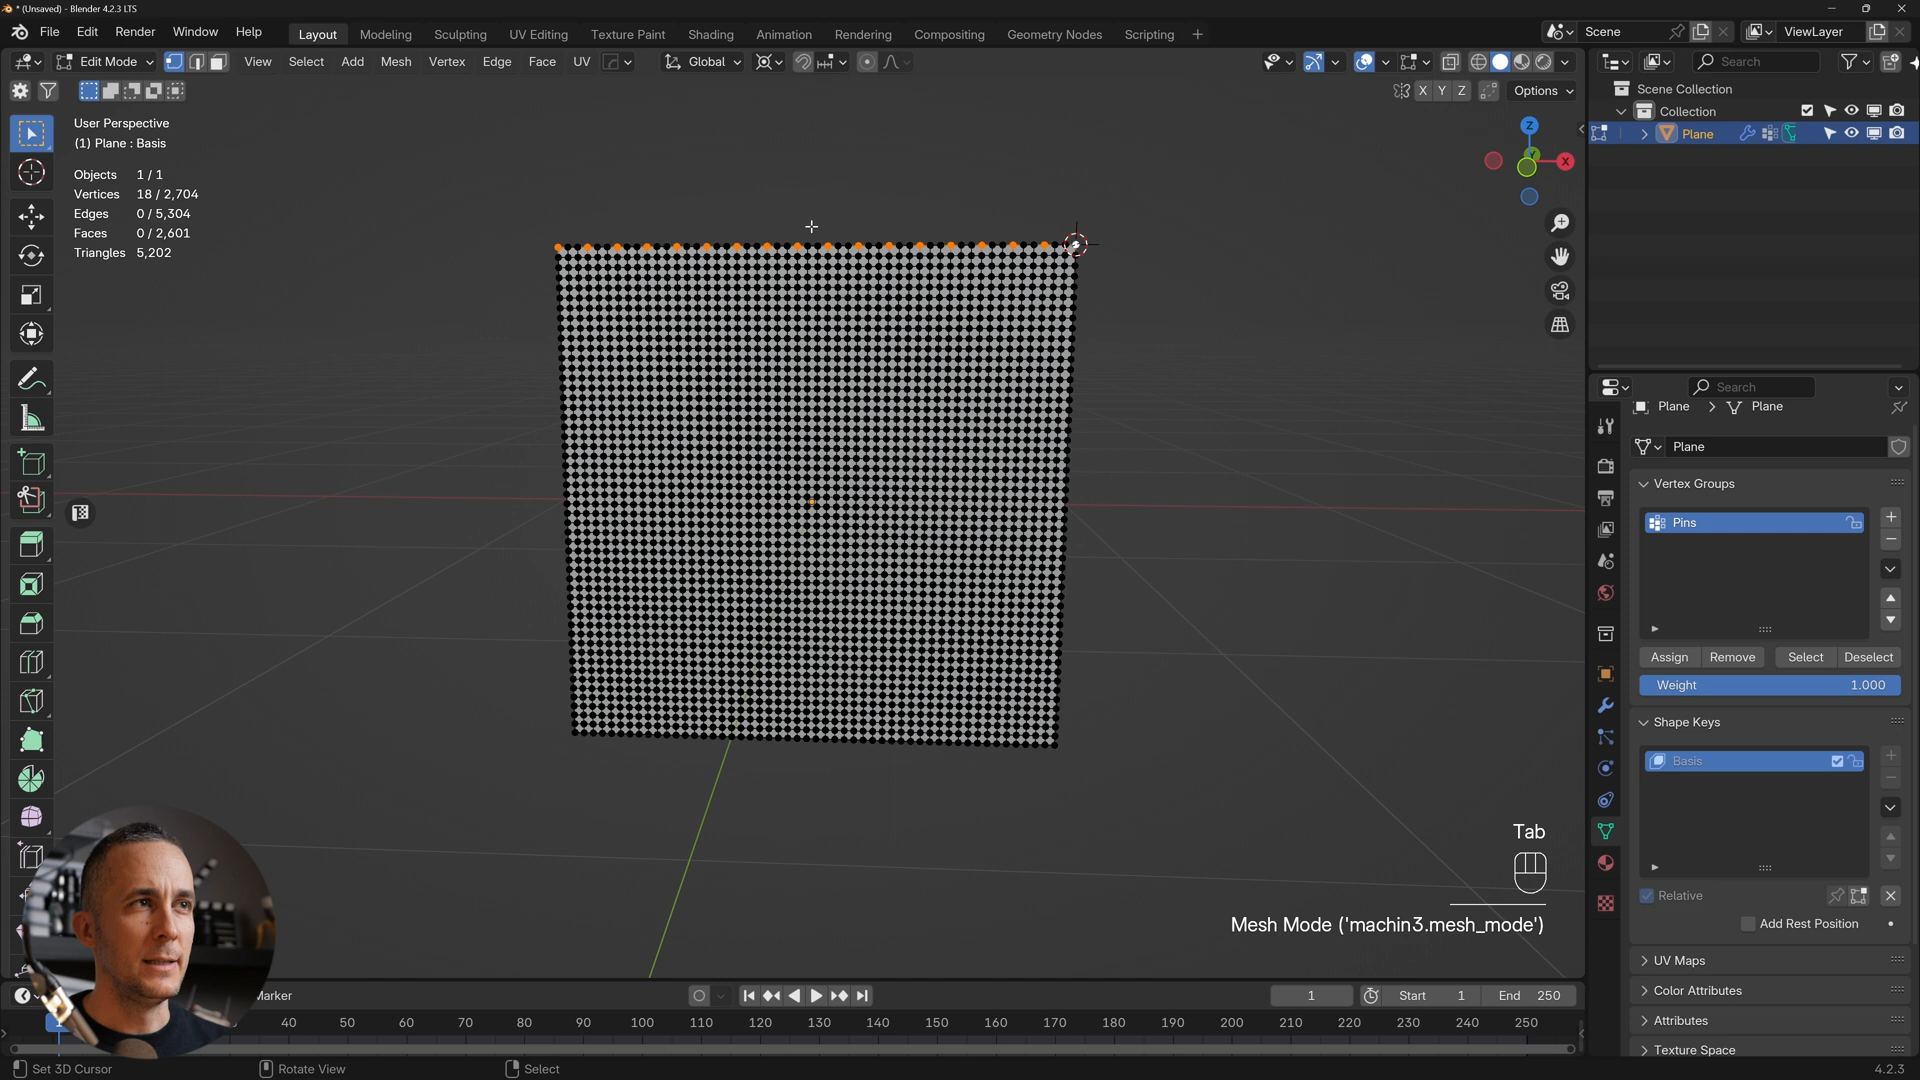 * (Unsaved) - Blender 4.2.3 LTS
File Edit Render Window Help Layout Modeling Sculpting UV Editing Texture Paint Shading Animation Rendering Compositing Geometry Nodes Scripting + Scene ViewLayer
Edit Mode View Select Add Mesh Vertex Edge Face UV Global Search
X Y Z Options
Scene Collection
Collection
Plane
User Perspective
(1) Plane : Basis
Objects 1 / 1
Vertices 18 / 2,704
Edges 0 / 5,304
Faces 0 / 2,601
Triangles 5,202
Z
X
Search
Plane > Plane
Plane
Vertex Groups
Pins
Assign Remove Select Deselect
Weight 1.000
Shape Keys
Basis
Relative
Add Rest Position
UV Maps
Color Attributes
Attributes
Texture Space
Tab
Mesh Mode ('machin3.mesh_mode')
Marker 1 Start 1 End 250
1 40 50 60 70 80 90 100 110 120 130 140 150 160 170 180 190 200 210 220 230 240 250
Set 3D Cursor Rotate View Select 4.2.3